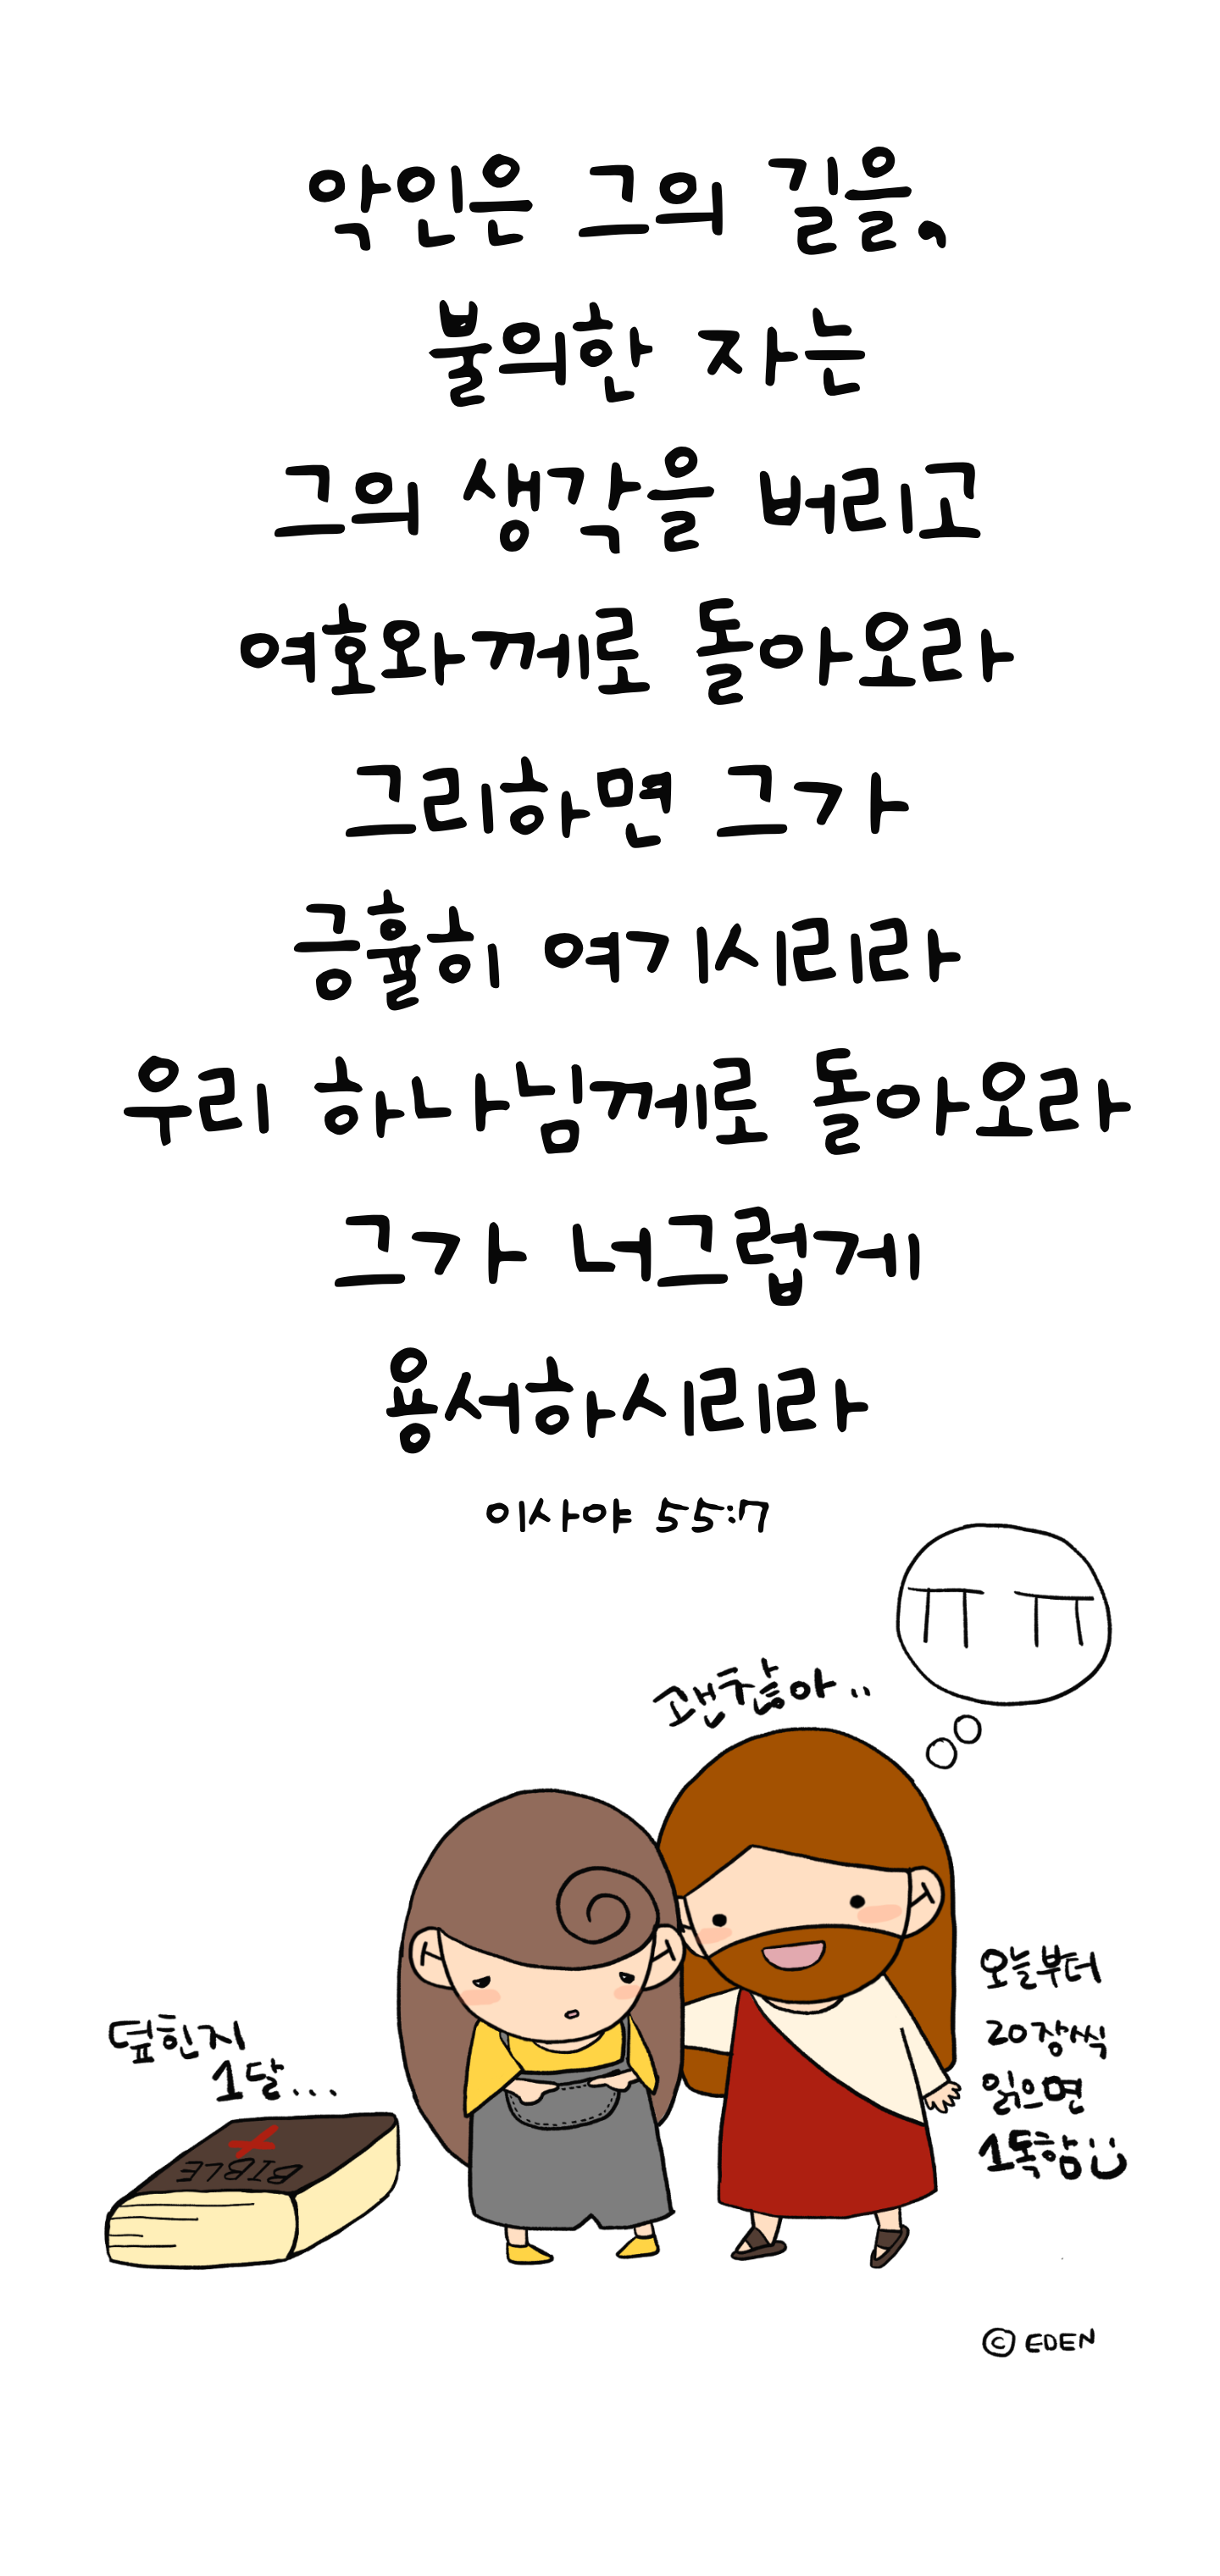 악인은 그의 길을,
불의한 자는
그의 생각을 버리고
여호와께로 돌아오라
그리하면 그가
긍휼히 여기시리라
우리 하나님께로 돌아오라
그가 너그럽게
용서하시리라
이사야 55:7
ㅠ ㅠ
괜찮아..
오늘부터
20장씩
읽으면
1독함
덮힌지
1달...
BIBLE
© EDEN